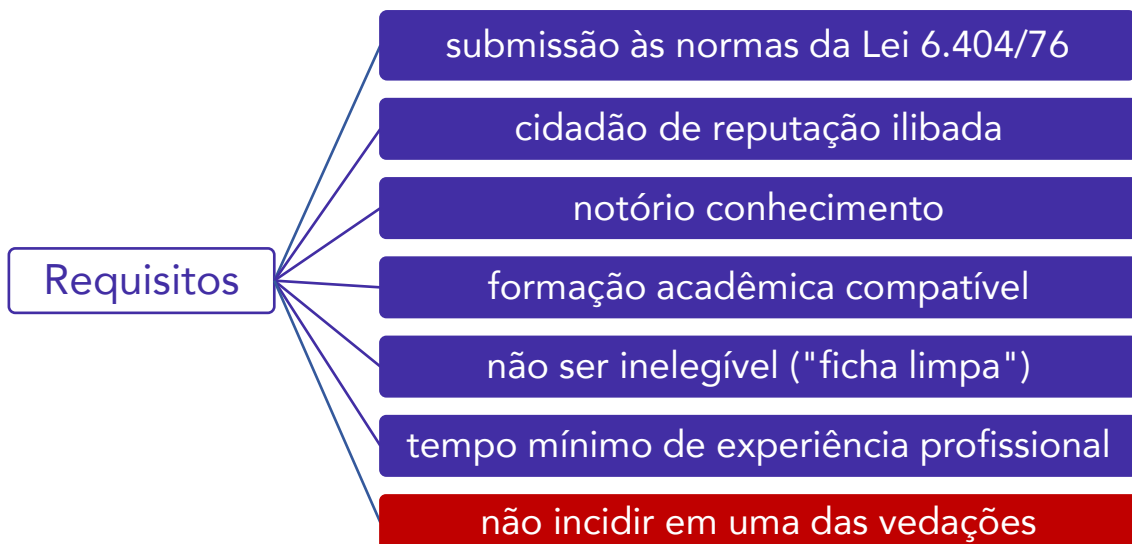 Requisitos
submissão às normas da Lei 6.404/76
cidadão de reputação ilibada
notório conhecimento
formação acadêmica compatível
não ser inelegível ("ficha limpa")
tempo mínimo de experiência profissional
não incidir em uma das vedações